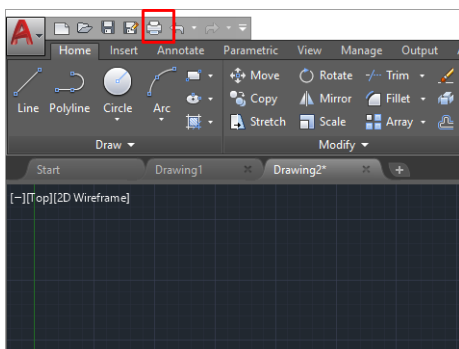 A
Home Insert Annotate Parametric View Manage Output
Move Rotate Trim
Copy Mirror Fillet
Line Polyline Circle Arc
Stretch Scale Array
Draw Modify
Start Drawing1 Drawing2*
[−][Top][2D Wireframe]